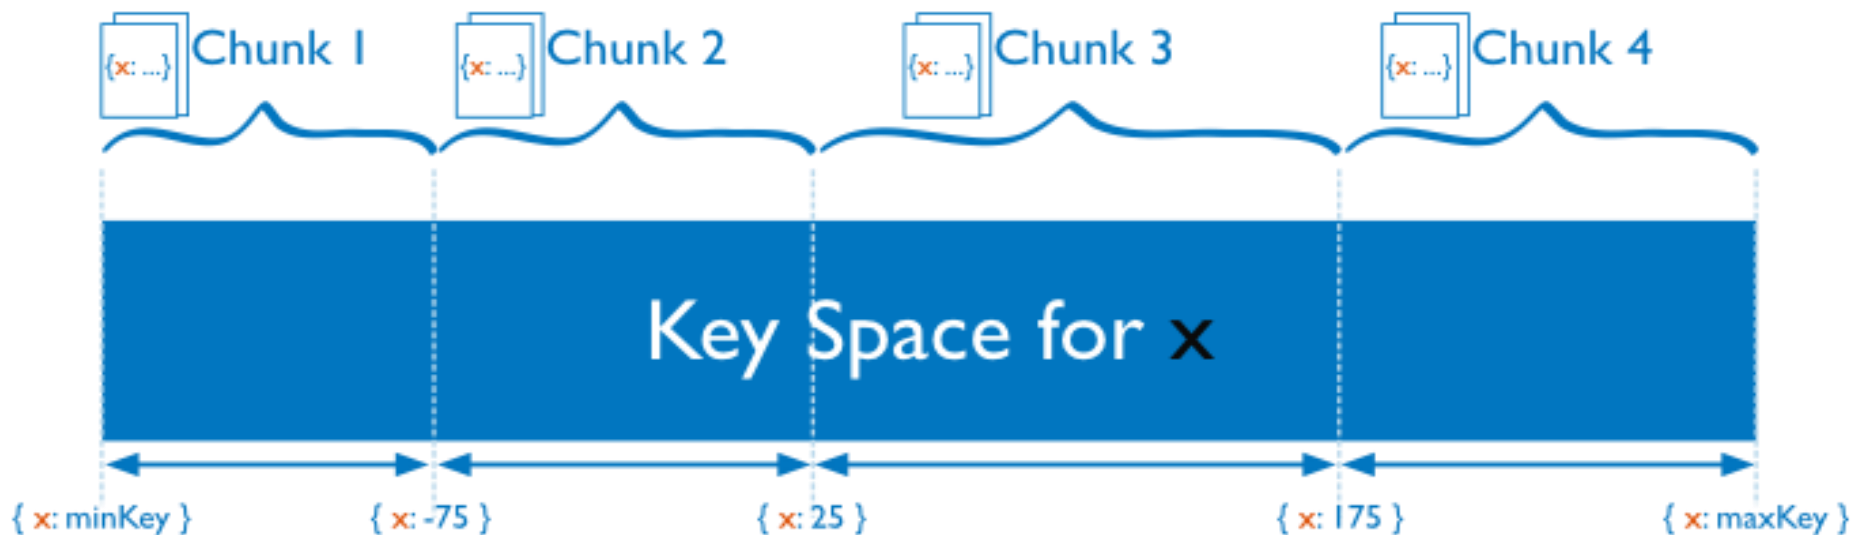 {x: ...} Chunk 1
{x: ...} Chunk 2
{x: ...} Chunk 3
{x: ...} Chunk 4
Key Space for x
{ x: minKey }
{ x: -75 }
{ x: 25 }
{ x: 175 }
{ x: maxKey }